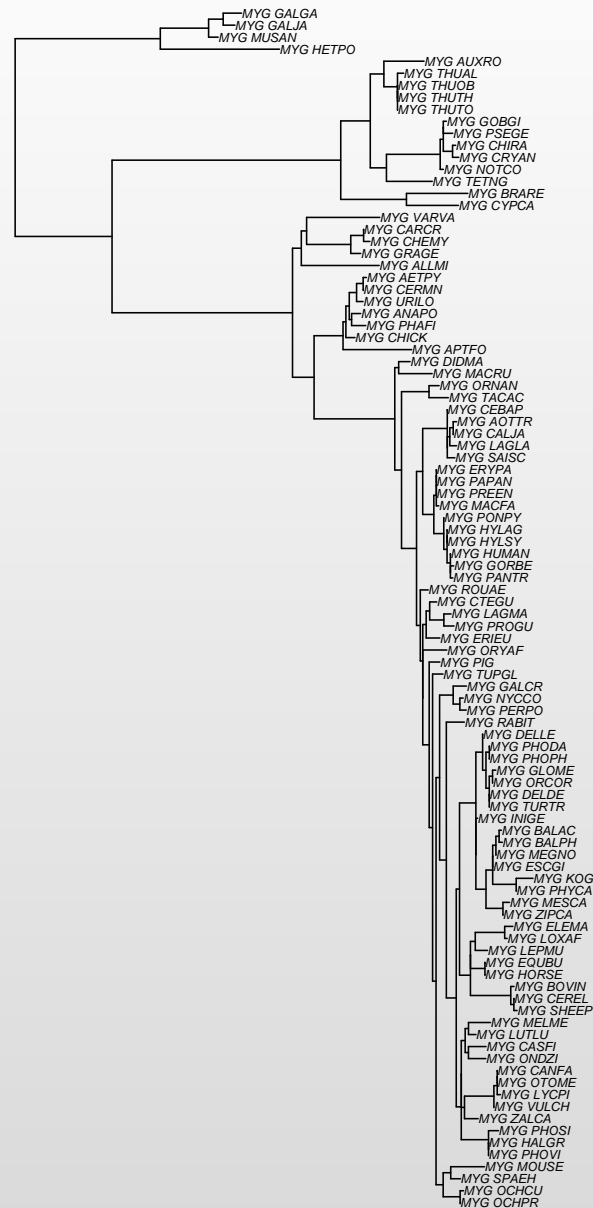 MYG GALGA
MYG GALJA
MYG MUSAN
MYG HETPO
MYG AUXRO
MYG THUAL
MYG THUOB
MYG THUTH
MYG THUTO
MYG GOBGI
MYG PSEGE
MYG CHIRA
MYG CRYAN
MYG NOTCO
MYG TETNG
MYG BRARE
MYG CYPCA
MYG VARVA
MYG CARCR
MYG CHEMY
MYG GRAGE
MYG ALLMI
MYG AETPY
MYG CERMN
MYG URILO
MYG ANAPO
MYG PHAFI
MYG CHICK
MYG APTFO
MYG DIDMA
MYG MACRU
MYG ORNAN
MYG TACAC
MYG CEBAP
MYG AOTTR
MYG CALJA
MYG LAGLA
MYG SAISC
MYG ERYPA
MYG PAPAN
MYG PREEN
MYG MACFA
MYG PONPY
MYG HYLAG
MYG HYLSY
MYG HUMAN
MYG GORBE
MYG PANTR
MYG ROUAE
MYG CTEGU
MYG LAGMA
MYG PROGU
MYG ERIEU
MYG ORYAF
MYG PIG
MYG TUPGL
MYG GALCR
MYG NYCCO
MYG PERPO
MYG RABIT
MYG DELLE
MYG PHODA
MYG PHOPH
MYG GLOME
MYG ORCOR
MYG DELDE
MYG TURTR
MYG INIGE
MYG BALAC
MYG BALPH
MYG MEGNO
MYG ESCGI
MYG KOG
MYG PHYCA
MYG MESCA
MYG ZIPCA
MYG ELEMA
MYG LOXAF
MYG LEPMU
MYG EQUBU
MYG HORSE
MYG BOVIN
MYG CEREL
MYG SHEEP
MYG MELME
MYG LUTLU
MYG CASFI
MYG ONDZI
MYG CANFA
MYG OTOME
MYG LYCPI
MYG VULCH
MYG ZALCA
MYG PHOSI
MYG HALGR
MYG PHOVI
MYG MOUSE
MYG SPAEH
MYG OCHCU
MYG OCHPR